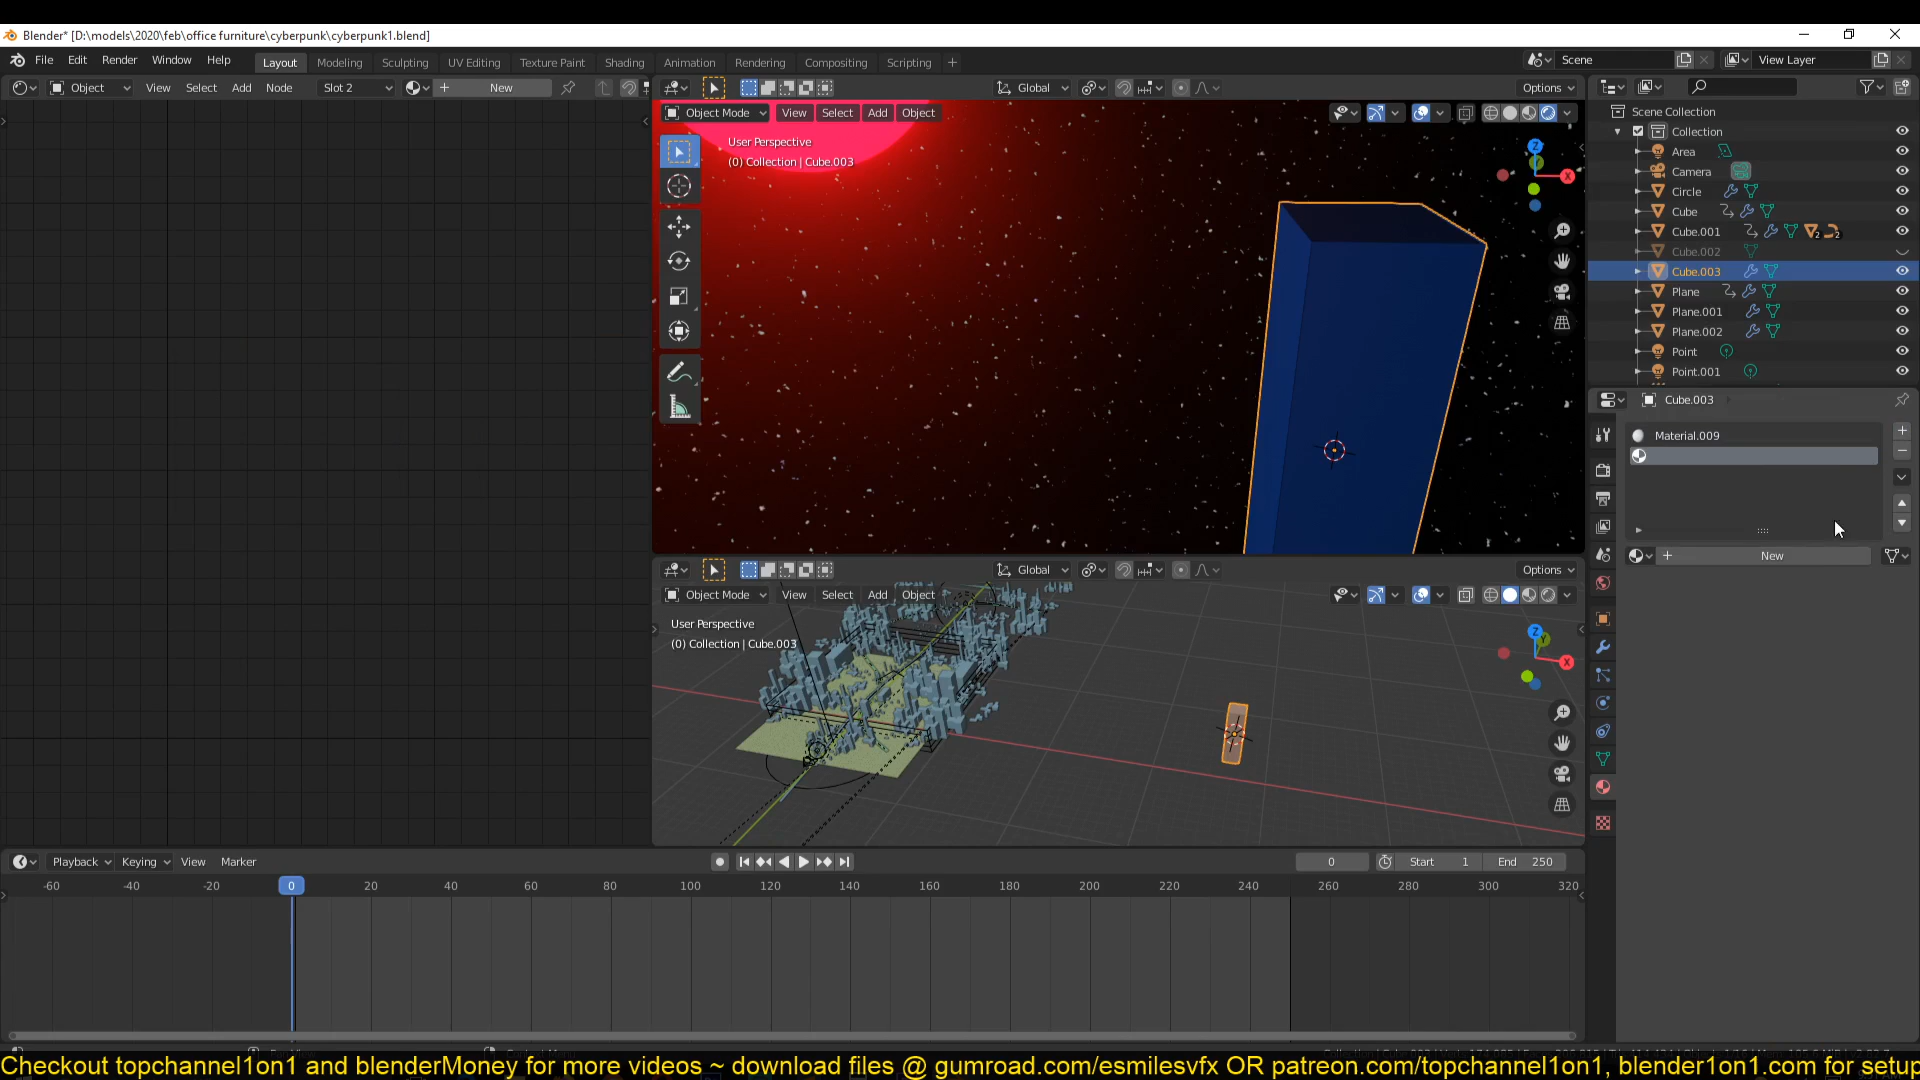 Blender* [D:\models\2020\feb\office furniture\cyberpunk\cyberpunk1.blend]
File Edit Render Window Help Layout Modeling Sculpting UV Editing Texture Paint Shading Animation Rendering Compositing Scripting + Scene View Layer
Object View Select Add Node Slot 2 New Global Options
Object Mode View Select Add Object
User Perspective
(0) Collection | Cube.003
Z
X
Scene Collection
Collection
Area
Camera
Circle
Cube
Cube.001
Cube.002
Cube.003
Plane
Plane.001
Plane.002
Point
Point.001
Cube.003
Material.009
New
Global Options
Object Mode View Select Add Object
User Perspective
(0) Collection | Cube.003
Z
Y
X
Playback Keying View Marker 0 Start 1 End 250
-60 -40 -20 0 20 40 60 80 100 120 140 160 180 200 220 240 260 280 300 320
Checkout topchannel1on1 and blenderMoney for more videos ~ download files @ gumroad.com/esmilesvfx OR patreon.com/topchannel1on1, blender1on1.com for setup